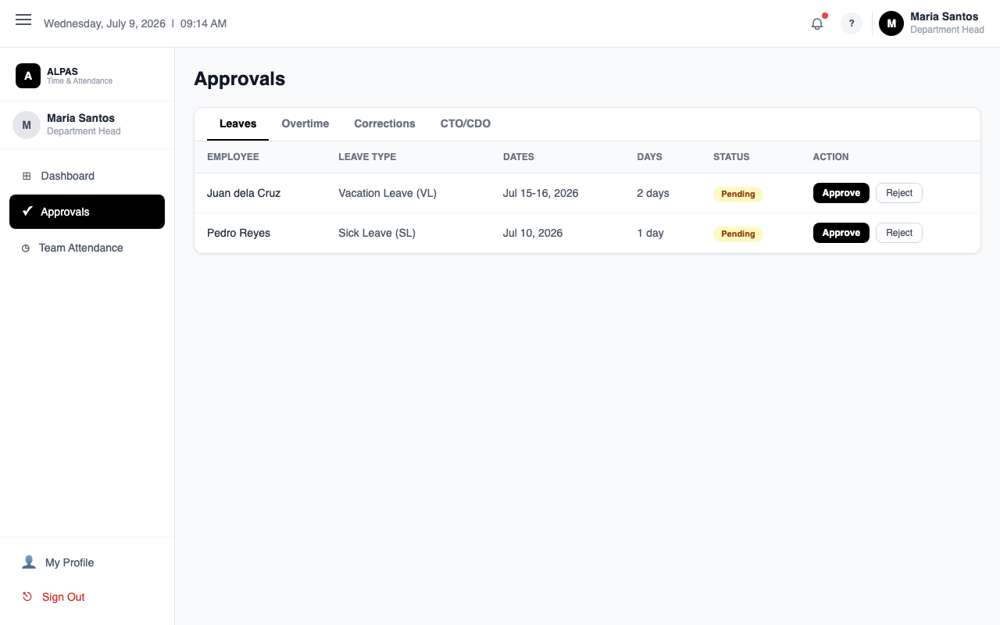 Wednesday, July 9, 2026 | 09:14 AM
?
M
Maria Santos
Department Head
A
ALPAS
Time & Attendance
M
Maria Santos
Department Head
Dashboard
Approvals
Team Attendance
My Profile
Sign Out
Approvals
Leaves Overtime Corrections CTO/CDO
EMPLOYEE LEAVE TYPE DATES DAYS STATUS ACTION
Juan dela Cruz Vacation Leave (VL) Jul 15-16, 2026 2 days Pending Approve Reject
Pedro Reyes Sick Leave (SL) Jul 10, 2026 1 day Pending Approve Reject